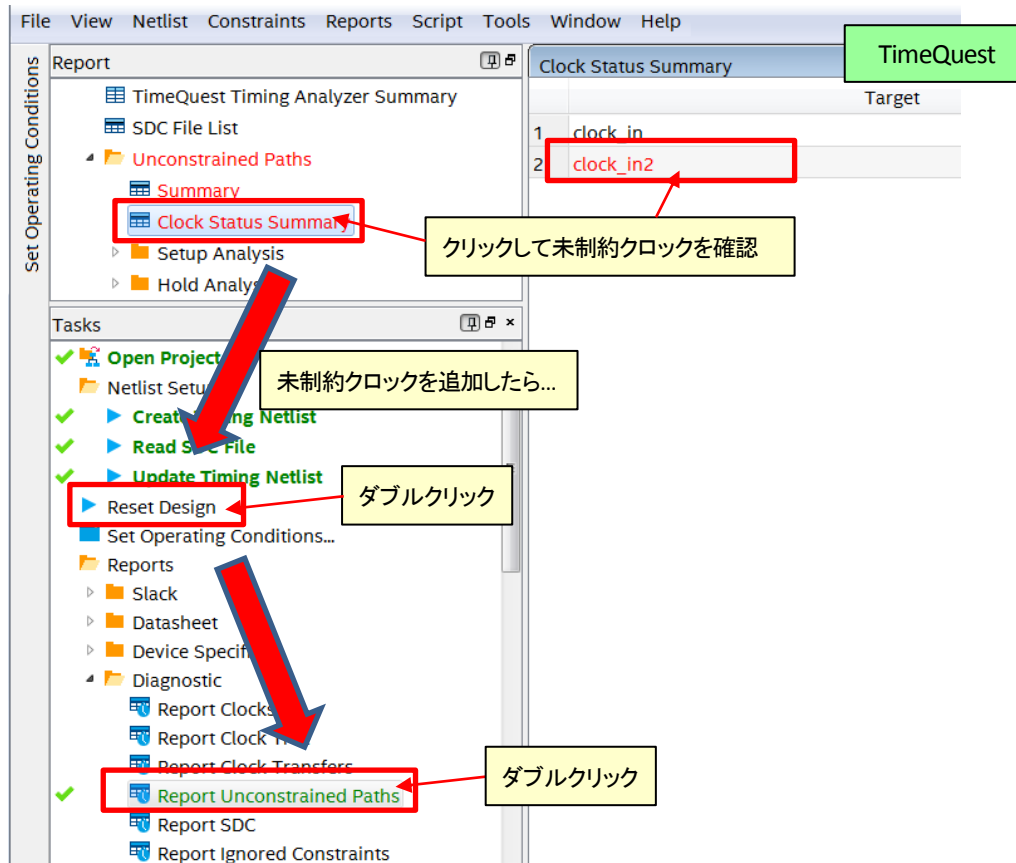 File View Netlist Constraints Reports Script Tools Window Help
TimeQuest
Set Operating Conditions
Report
TimeQuest Timing Analyzer Summary
SDC File List
Unconstrained Paths
Summary
Clock Status Summary
Setup Analysis
Hold Analys
Clock Status Summary
Target
1 clock_in
2 clock_in2
クリックして未制約クロックを確認
Tasks
Open Project
Netlist Setu
未制約クロックを追加したら...
Creat ing Netlist
Read S C File
Update Timing Netlist
Reset Design
ダブルクリック
Set Operating Conditions...
Reports
Slack
Datasheet
Device Specifi
Diagnostic
Report Clocks
Report Clock T
Report Clock Transfers
Report Unconstrained Paths
ダブルクリック
Report SDC
Report Ignored Constraints